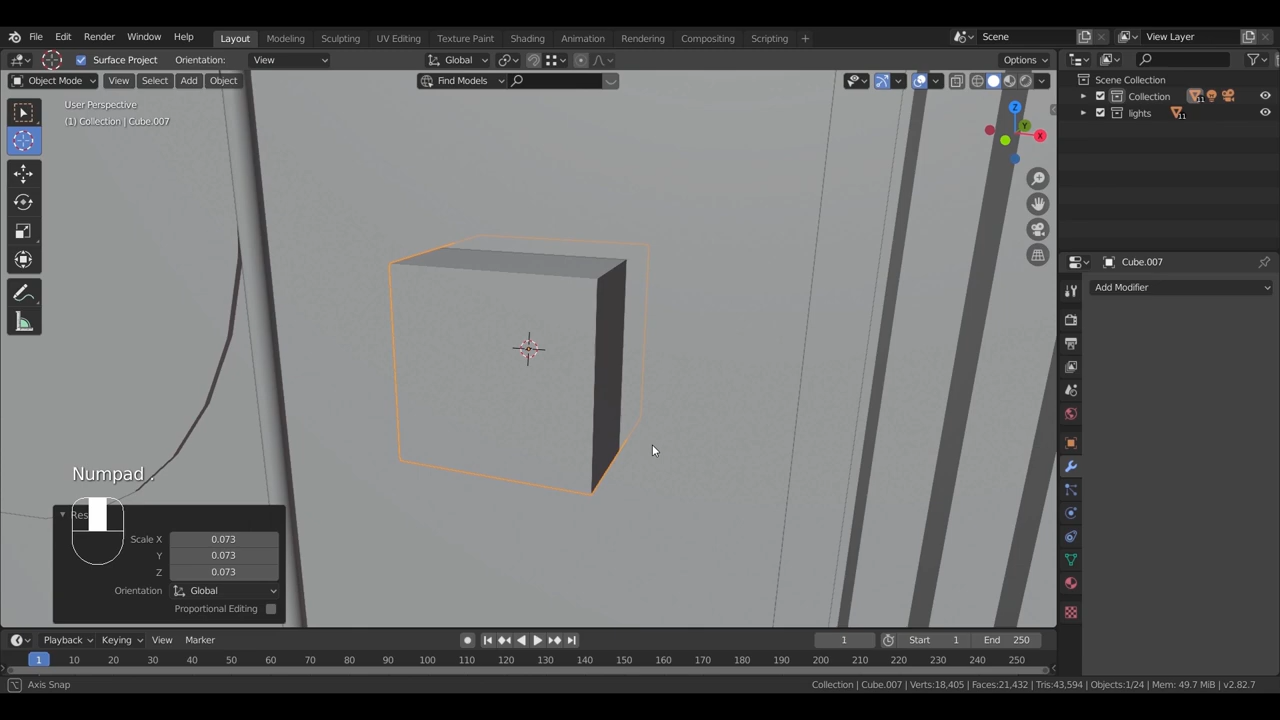 File Edit Render Window Help Layout Modeling Sculpting UV Editing Texture Paint Shading Animation Rendering Compositing Scripting + Scene View Layer
Surface Project Orientation: View Global Options
Object Mode View Select Add Object Find Models
User Perspective
(1) Collection | Cube.007
Z
Y
X
Scene Collection
Collection 11
lights 11
Cube.007
Add Modifier
Numpad .
Res
Scale X 0.073
Y 0.073
Z 0.073
Orientation Global
Proportional Editing
Playback Keying View Marker 1 Start 1 End 250
1 10 20 30 40 50 60 70 80 90 100 110 120 130 140 150 160 170 180 190 200 210 220 230 240 250
Axis Snap Collection | Cube.007 | Verts:18,405 | Faces:21,432 | Tris:43,594 | Objects:1/24 | Mem: 49.7 MiB | v2.82.7